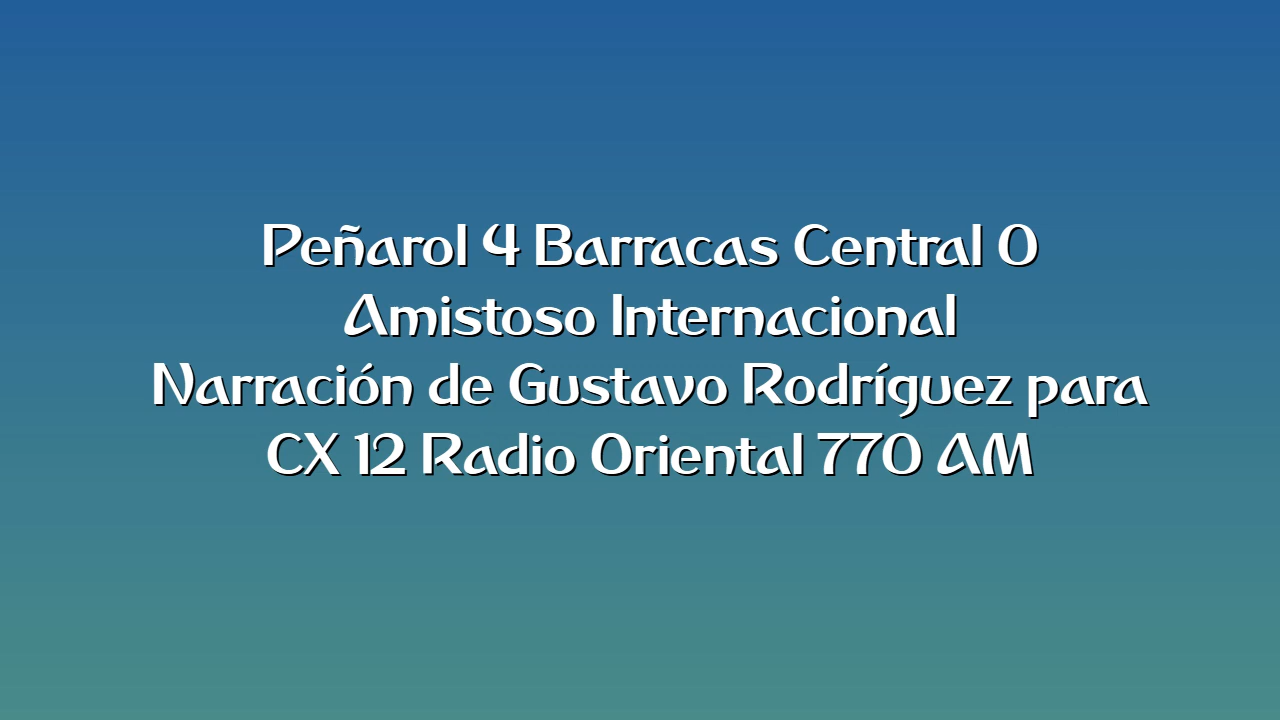 Peñarol 4 Barracas Central 0
Amistoso Internacional
Narración de Gustavo Rodríguez para
CX 12 Radio Oriental 770 AM